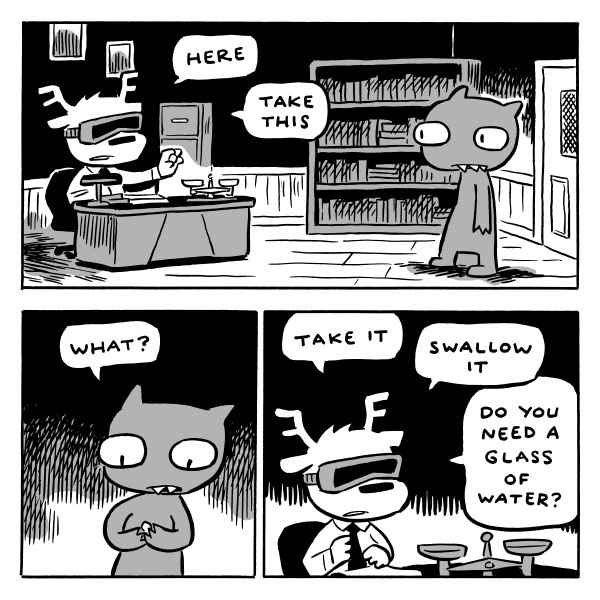 HERE
TAKE
THIS
WHAT?
TAKE IT
SWALLOW
IT
DO YOU
NEED A
GLASS
OF
WATER?